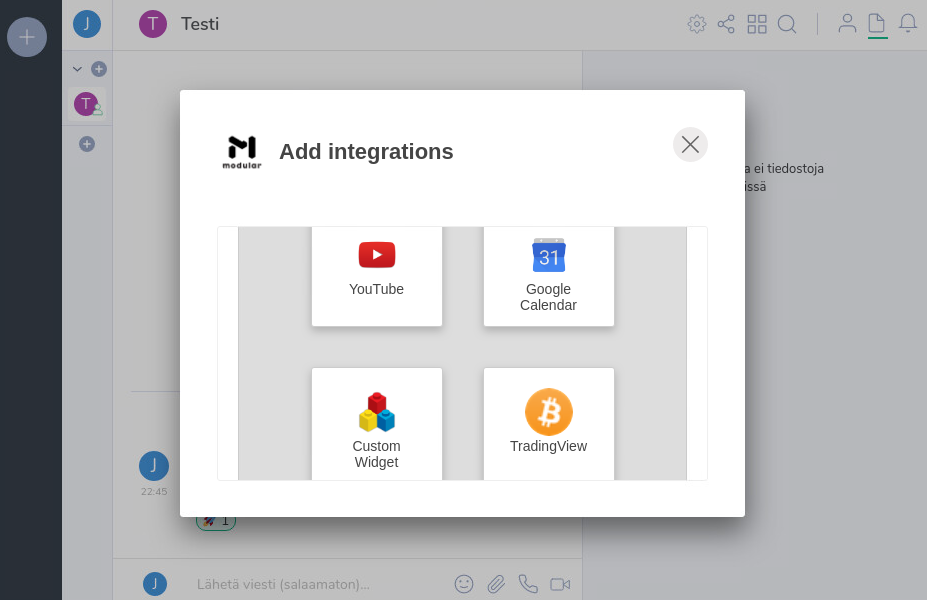 J
T
Testi
T
modular
Add integrations
a ei tiedostoja
issä
YouTube
31
Google
Calendar
Custom
Widget
TradingView
J
22:45
1
J
Lähetä viesti (salaamaton)...